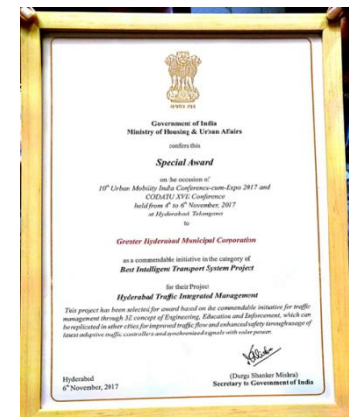 सत्यमेव जयते
Government of India
Ministry of Housing & Urban Affairs
confers this
Special Award
on the occasion of
10th Urban Mobility India Conference-cum-Expo 2017 and
CODATU XVII Conference
held from 4th to 6th November, 2017
at Hyderabad Telangana
to
Greater Hyderabad Municipal Corporation
as a commendable initiative in the category of
Best Intelligent Transport System Project
for their Project
Hyderabad Traffic Integrated Management
This project has been selected for award based on the commendable initiative for traffic
management through 3E concept of Engineering, Education and Enforcement, which can
be replicated in other cities for improved traffic flow and enhanced safety through usage of
latest adaptive traffic controllers and synchronized signals with solar power.
Hyderabad
6th November, 2017
(Durga Shanker Mishra)
Secretary to Government of India